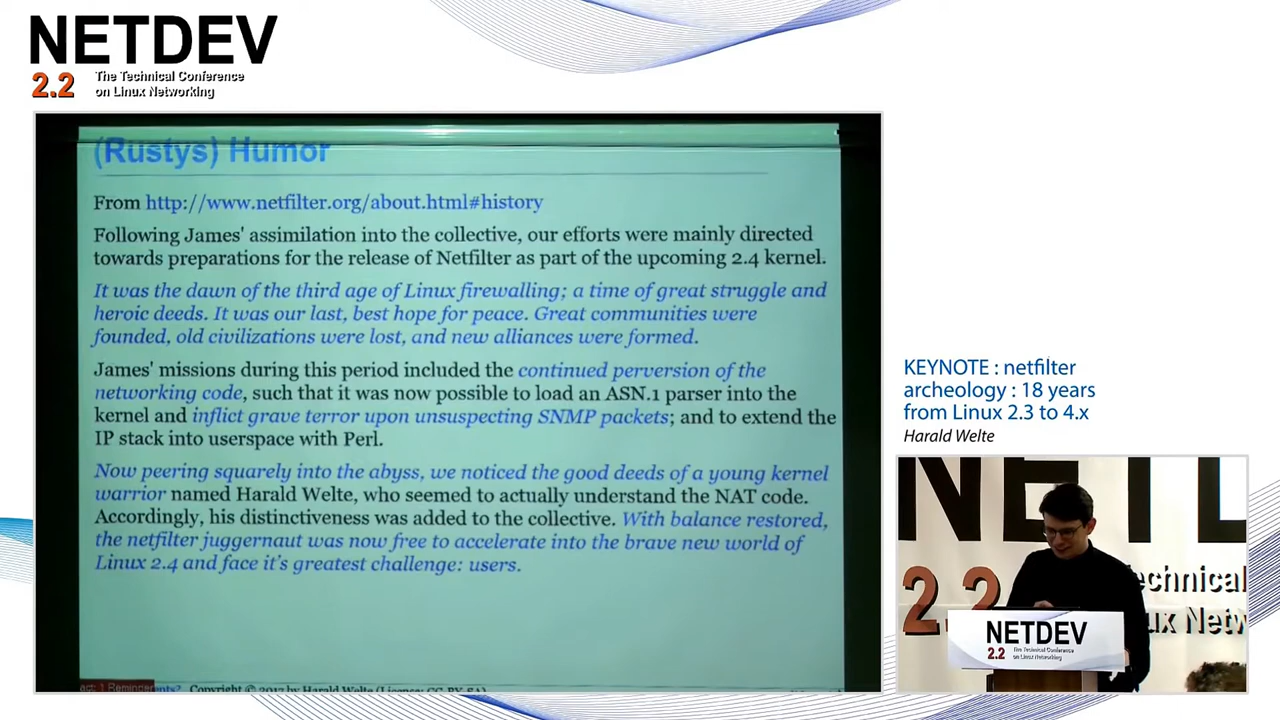 NETDEV
2.2 The Technical Conference
on Linux Networking
(Rustys) Humor
From http://www.netfilter.org/about.html#history
Following James' assimilation into the collective, our efforts were mainly directed
towards preparations for the release of Netfilter as part of the upcoming 2.4 kernel.
It was the dawn of the third age of Linux firewalling; a time of great struggle and
heroic deeds. It was our last, best hope for peace. Great communities were
founded, old civilizations were lost, and new alliances were formed.
James' missions during this period included the continued perversion of the
networking code, such that it was now possible to load an ASN.1 parser into the
kernel and inflict grave terror upon unsuspecting SNMP packets; and to extend the
IP stack into userspace with Perl.
Now peering squarely into the abyss, we noticed the good deeds of a young kernel
warrior named Harald Welte, who seemed to actually understand the NAT code.
Accordingly, his distinctiveness was added to the collective. With balance restored,
the netfilter juggernaut was now free to accelerate into the brave new world of
Linux 2.4 and face it's greatest challenge: users.
Copyright © 2017 by Harald Welte (License: CC-BY-SA)
KEYNOTE : netfilter
archeology : 18 years
from Linux 2.3 to 4.x
Harald Welte
NETD
2.2 echnical
ux Netw
NETDEV
2.2 The Technical Conference
on Linux Networking